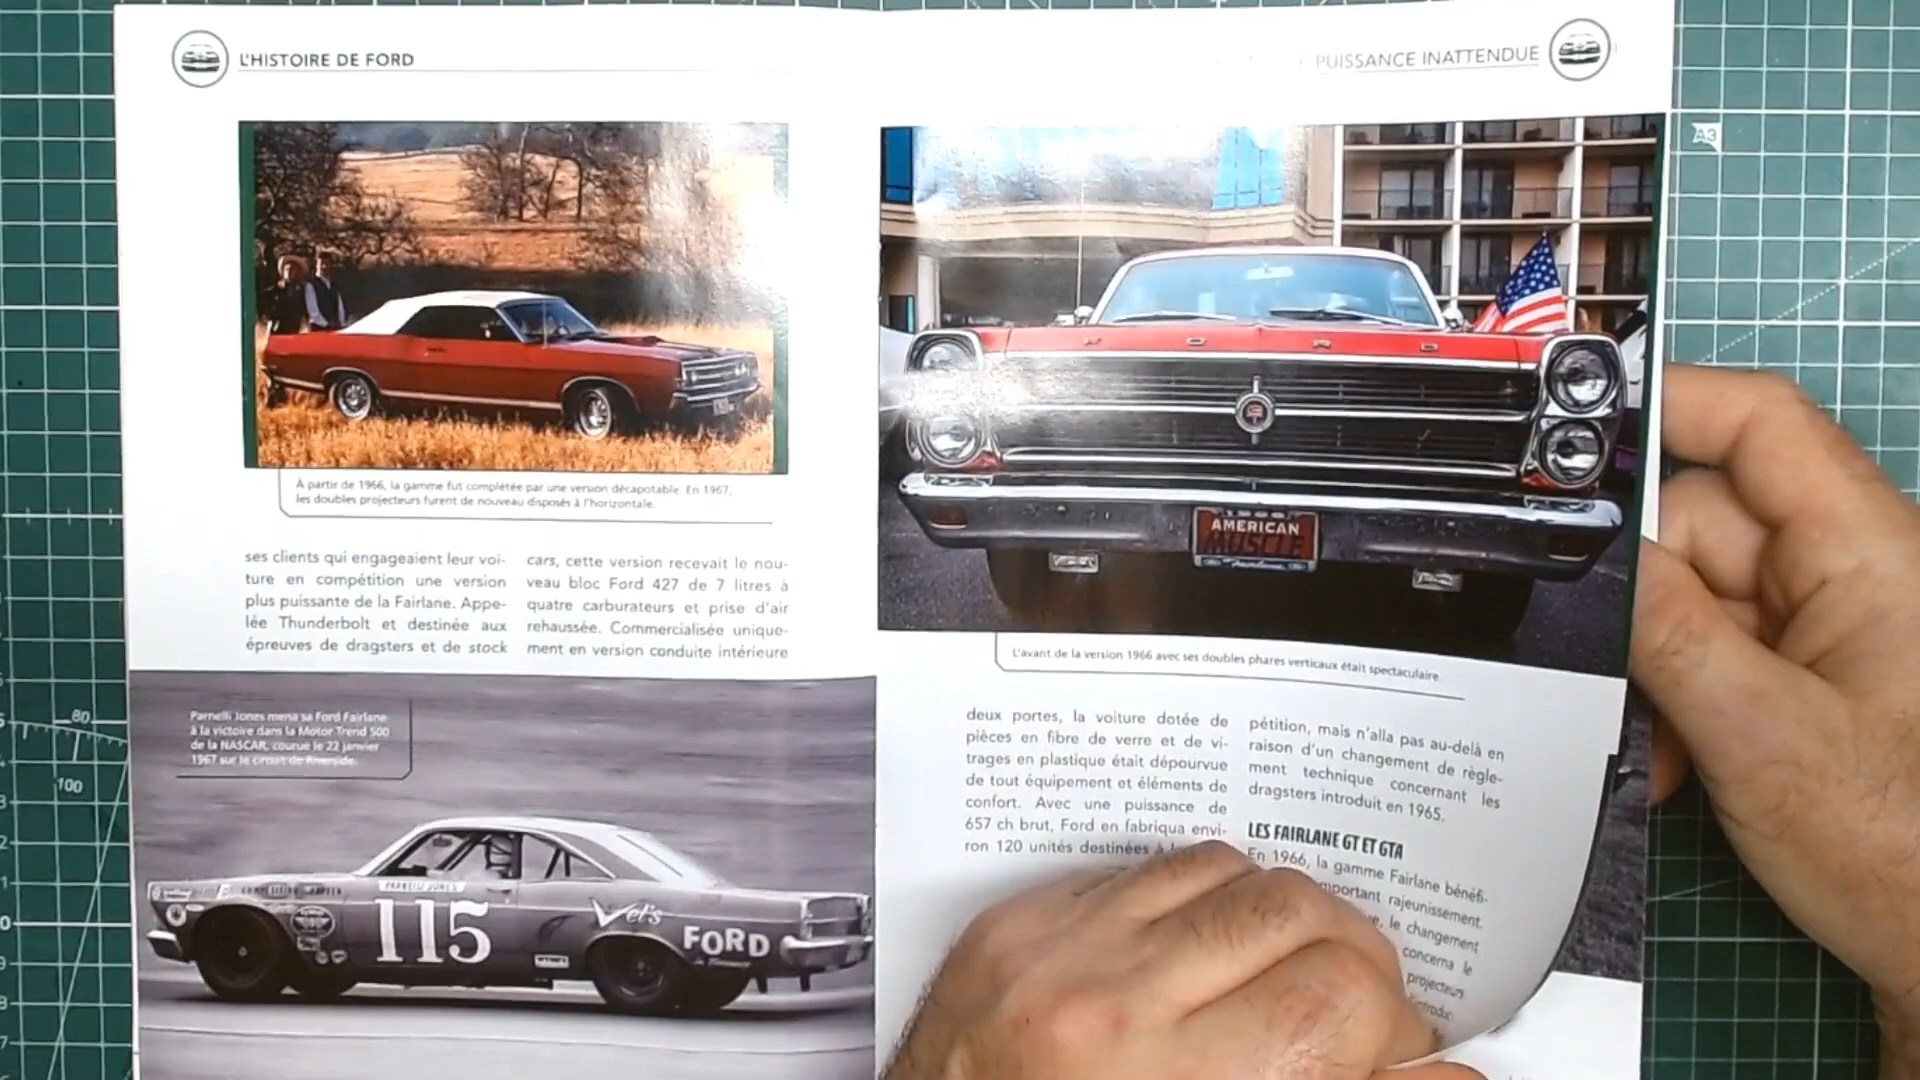 L'HISTOIRE DE FORD
PUISSANCE INATTENDUE
À partir de 1966, la gamme fut complétée par une version décapotable. En 1967,
les doubles projecteurs furent de nouveau disposés à l'horizontale.
ses clients qui engageaient leur voi-
ture en compétition une version
plus puissante de la Fairlane. Appe-
lée Thunderbolt et destinée aux
épreuves de dragsters et de stock
cars, cette version recevait le nou-
veau bloc Ford 427 de 7 litres à
quatre carburateurs et prise d'air
rehaussée. Commercialisée unique-
ment en version conduite intérieure
Parnelli Jones mena sa Ford Fairlane
à la victoire dans la Motor Trend 500
de la NASCAR, courue le 22 janvier
1967 sur le circuit de Riverside.
PARNELLI JONES
115
Vel's
FORD
FORD
AMERICAN
MUSCLE
Fairlane
L'avant de la version 1966 avec ses doubles phares verticaux était spectaculaire.
deux portes, la voiture dotée de
pièces en fibre de verre et de vi-
trages en plastique était dépourvue
de tout équipement et éléments de
confort. Avec une puissance de
657 ch brut, Ford en fabriqua envi-
ron 120 unités destinées à
pétition, mais n'alla pas au-delà en
raison d'un changement de règle-
ment technique concernant les
dragsters introduit en 1965.
LES FAIRLANE GT ET GTA
En 1966, la gamme Fairlane bénéfi-
important rajeunissement.
le changement
concerna le
projecteurs
A3
80
100